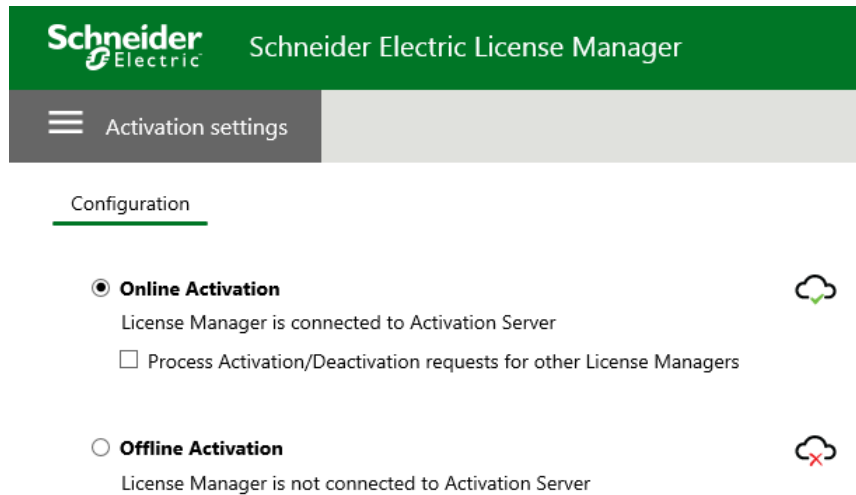 Schneider
Electric
Schneider Electric License Manager
Activation settings
Configuration
Online Activation
License Manager is connected to Activation Server
Process Activation/Deactivation requests for other License Managers
Offline Activation
License Manager is not connected to Activation Server